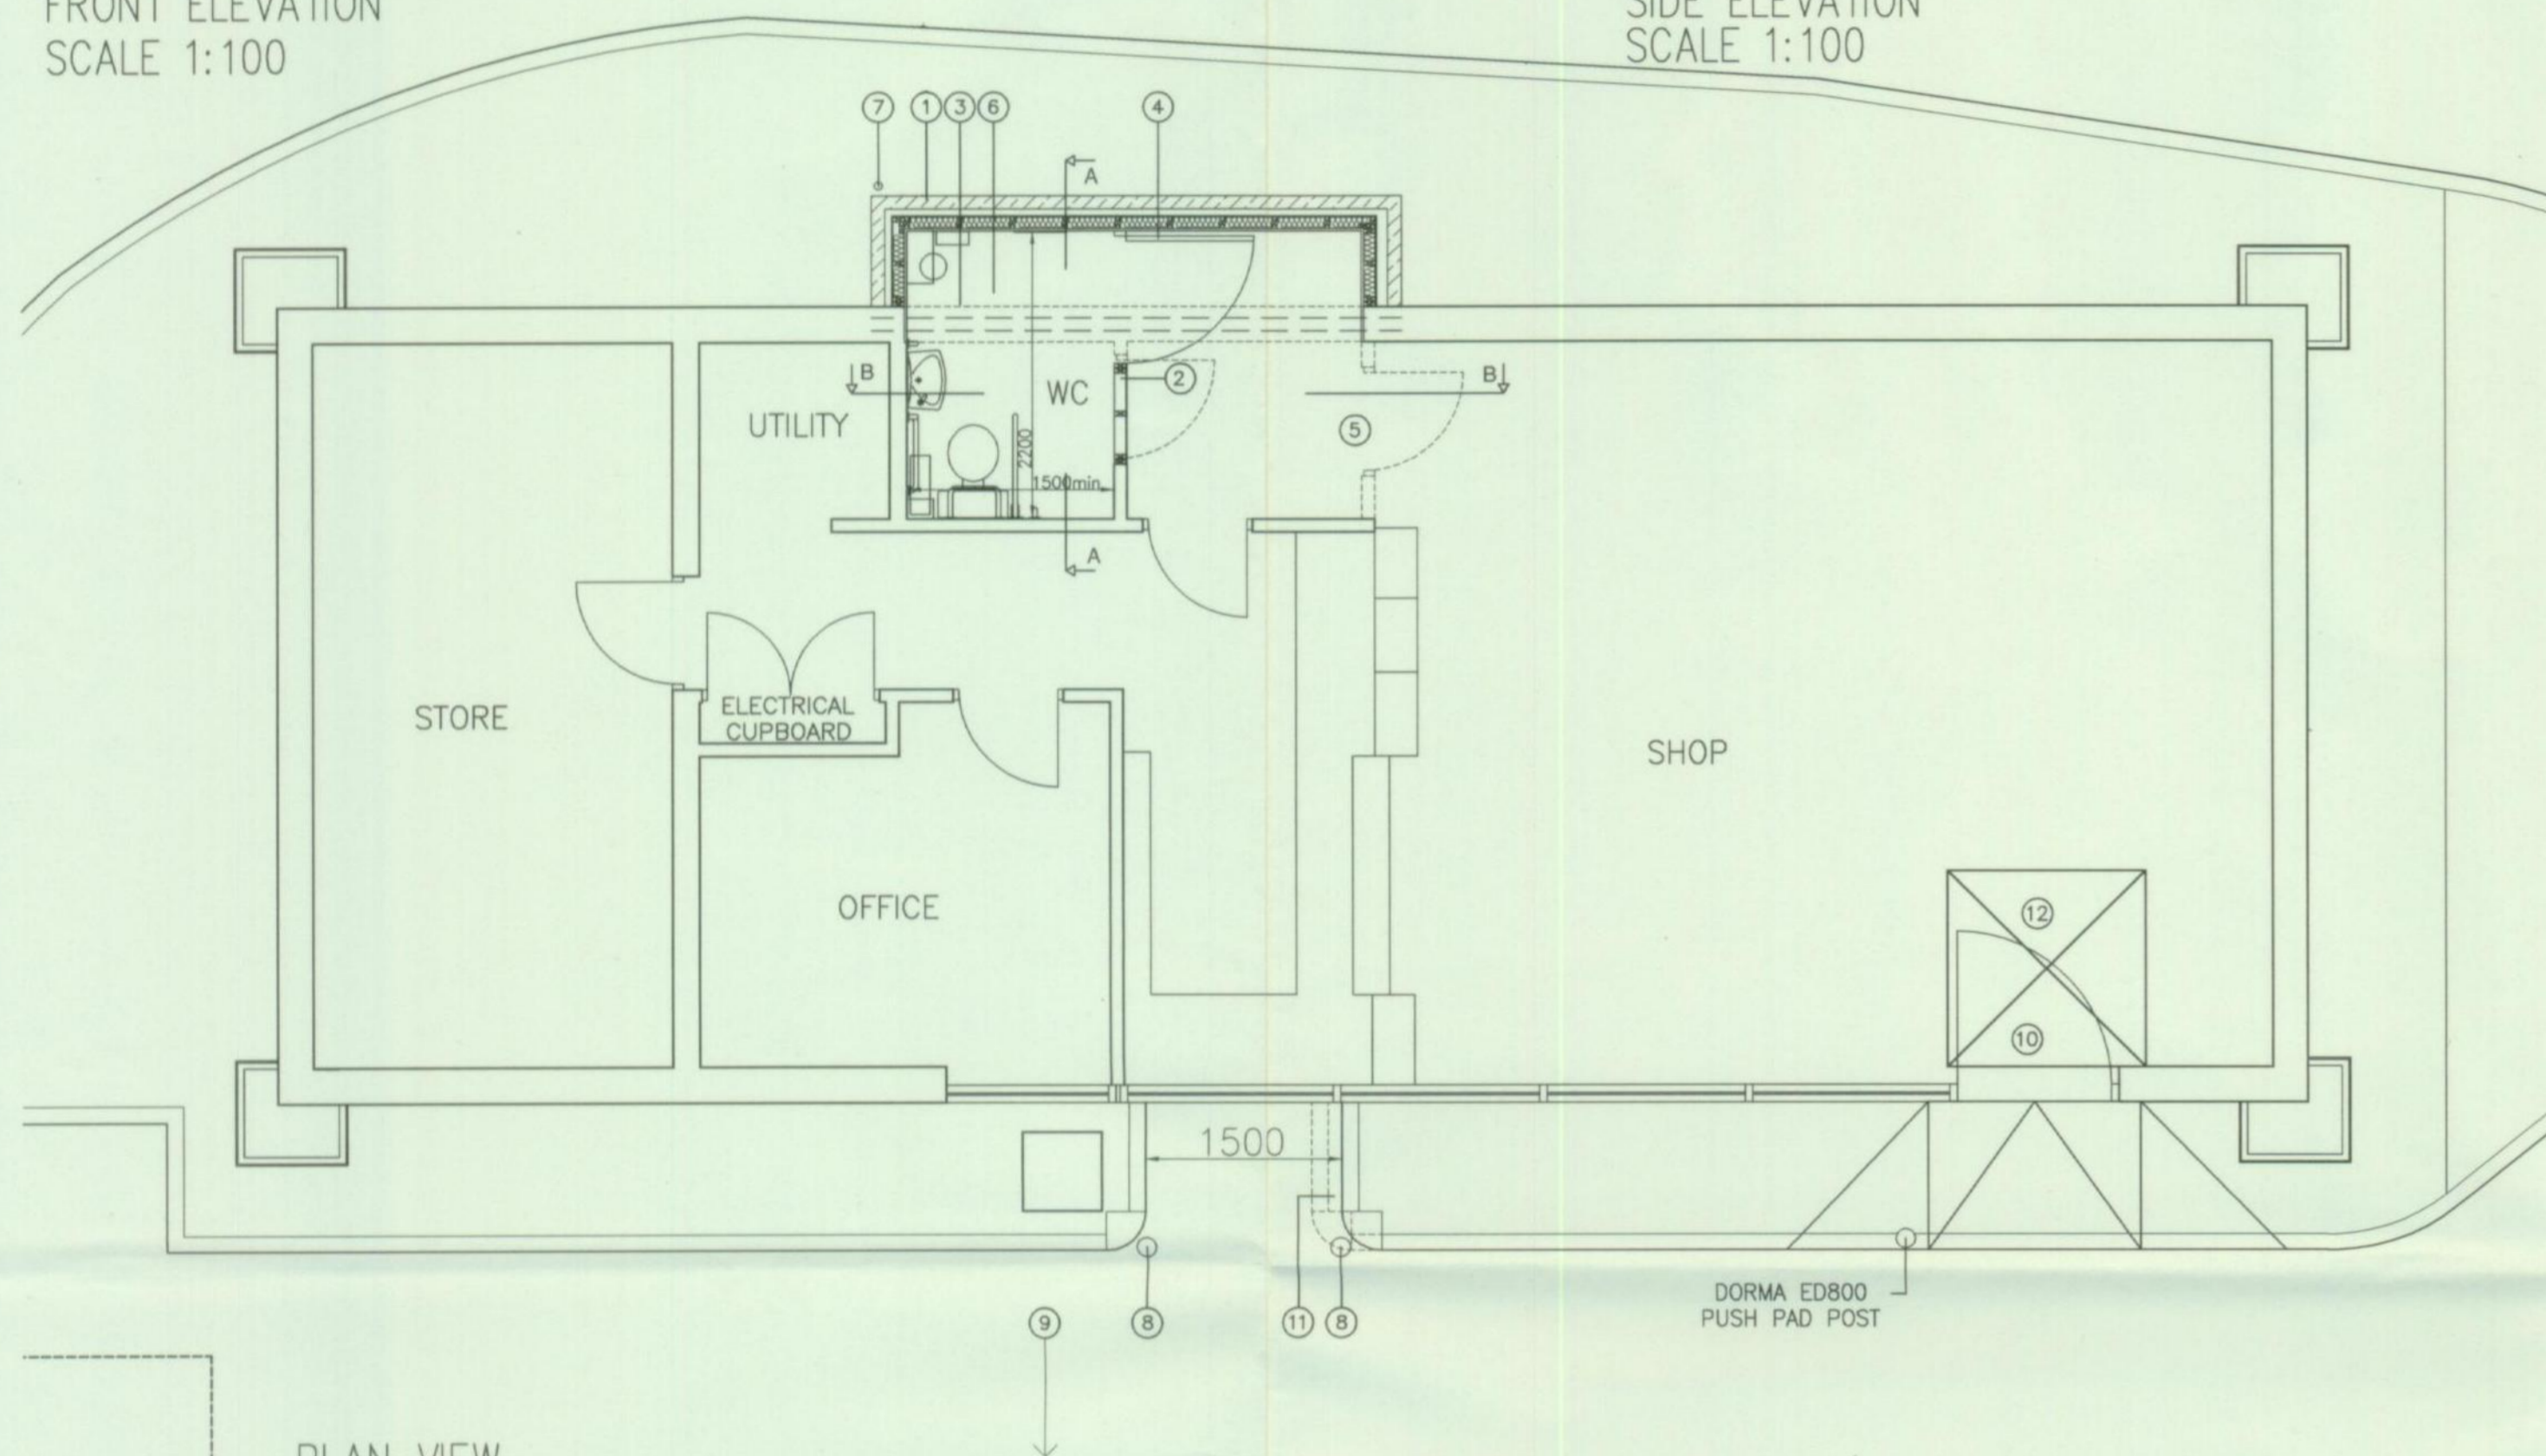 FRONT ELEVATION
SCALE 1:100
SIDE ELEVATION
SCALE 1:100
7
1
3
6
4
A
B
WC
2
B
UTILITY
5
2200
1500min
A
STORE
ELECTRICAL
CUPBOARD
SHOP
OFFICE
12
10
1500
DORMA ED800
PUSH PAD POST
9
8
11
8
PLAN VIEW